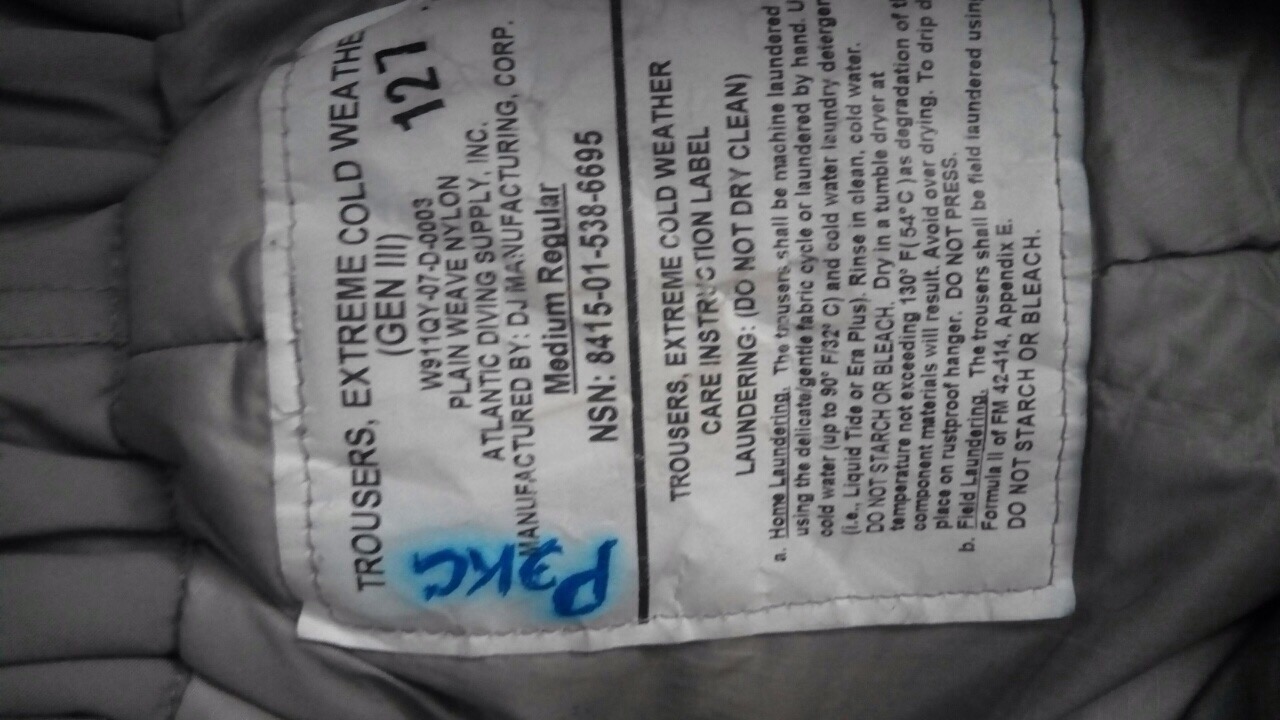 TROUSERS, EXTREME COLD WEATHE
(GEN III)
127
W911QY-07-D-0003
PLAIN WEAVE NYLON
ATLANTIC DIVING SUPPLY, INC.
MANUFACTURED BY: DJ MANUFACTURING, CORP.
Medium Regular
NSN: 8415-01-538-6695
TROUSERS, EXTREME COLD WEATHER
CARE INSTRUCTION LABEL
LAUNDERING: (DO NOT DRY CLEAN)
a. Home Laundering. The trousers shall be machine laundered
using the delicate/gentle fabric cycle or laundered by hand. U
cold water (up to 90° F/32° C) and cold water laundry deterger
(i.e., Liquid Tide or Era Plus). Rinse in clean, cold water.
DO NOT STARCH OR BLEACH. Dry in a tumble dryer at
temperature not exceeding 130° F (54°C) as degradation of t
component materials will result. Avoid over drying. To drip d
place on rustproof hanger. DO NOT PRESS.
b. Field Laundering. The trousers shall be field laundered using
Formula II of FM 42-414, Appendix E.
DO NOT STARCH OR BLEACH.